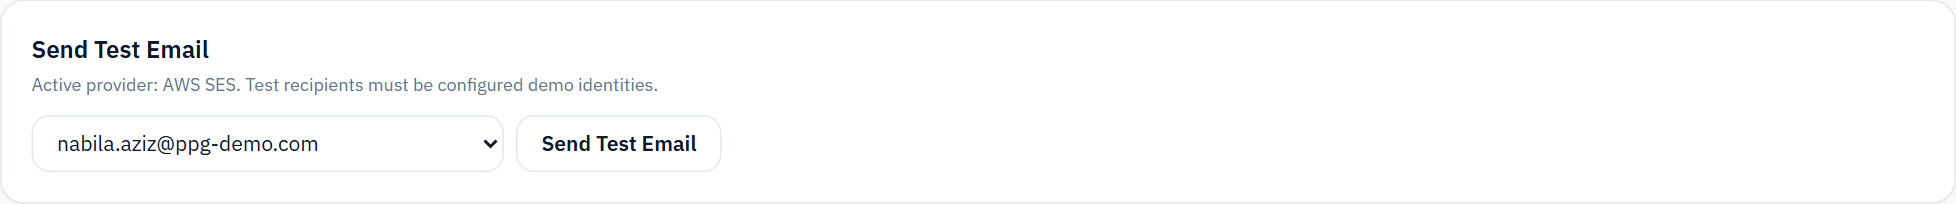 Send Test Email
Active provider: AWS SES. Test recipients must be configured demo identities.
nabila.aziz@ppg-demo.com Send Test Email